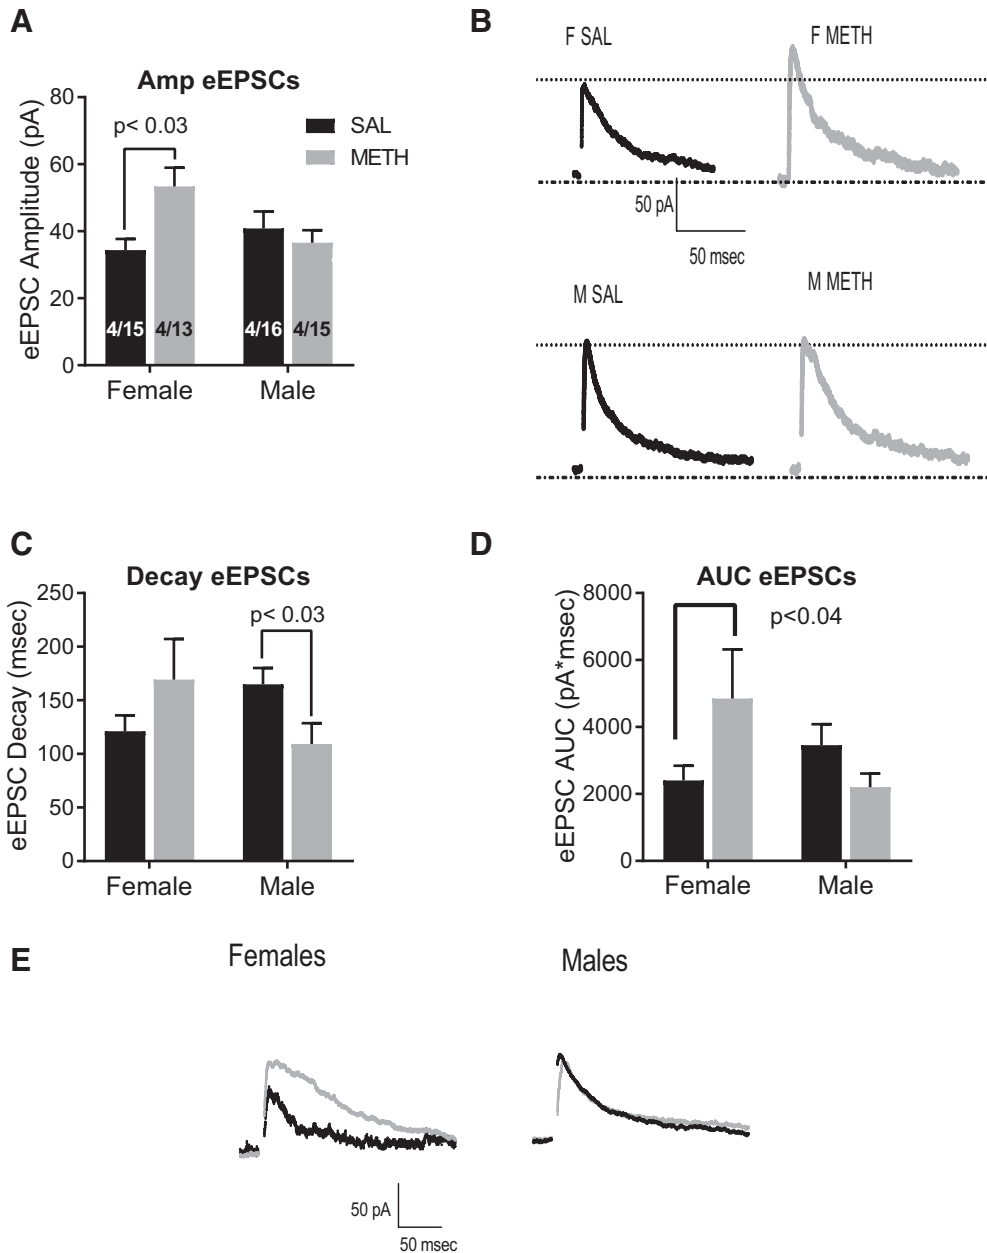 A
Amp eEPSCs
eEPSC Amplitude (pA)
80
60
40
20
0
p< 0.03
SAL
METH
4/15
4/13
4/16
4/15
Female
Male
B
F SAL
F METH
50 pA
50 msec
M SAL
M METH
C
Decay eEPSCs
eEPSC Decay (msec)
250
200
150
100
50
0
p< 0.03
Female
Male
D
AUC eEPSCs
eEPSC AUC (pA*msec)
8000
6000
4000
2000
0
p<0.04
Female
Male
E
Females
Males
50 pA
50 msec